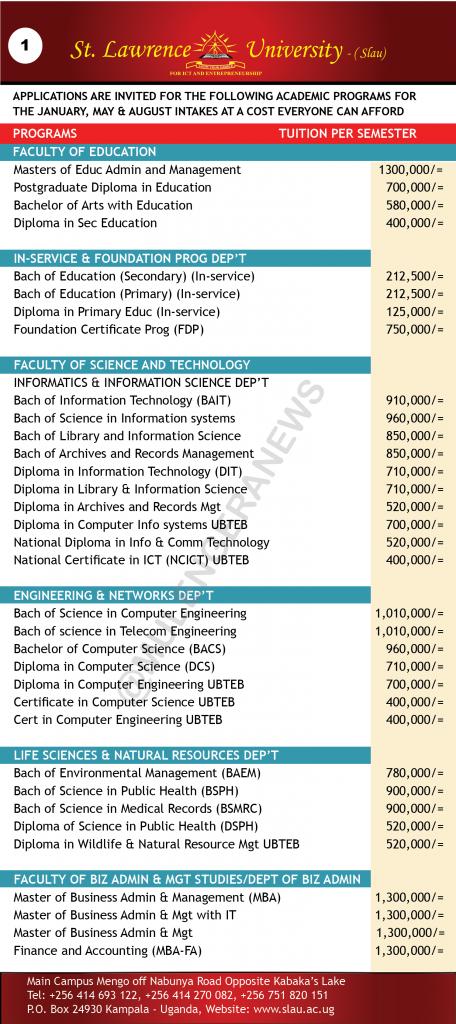 1
St. Lawrence University - ( Slau)
FOR ICT AND ENTREPRENEURSHIP
APPLICATIONS ARE INVITED FOR THE FOLLOWING ACADEMIC PROGRAMS FOR
THE JANUARY, MAY & AUGUST INTAKES AT A COST EVERYONE CAN AFFORD
PROGRAMS TUITION PER SEMESTER
FACULTY OF EDUCATION
Masters of Educ Admin and Management 1300,000/=
Postgraduate Diploma in Education 700,000/=
Bachelor of Arts with Education 580,000/=
Diploma in Sec Education 400,000/=
IN-SERVICE & FOUNDATION PROG DEP'T
Bach of Education (Secondary) (In-service) 212,500/=
Bach of Education (Primary) (In-service) 212,500/=
Diploma in Primary Educ (In-service) 125,000/=
Foundation Certificate Prog (FDP) 750,000/=
FACULTY OF SCIENCE AND TECHNOLOGY
INFORMATICS & INFORMATION SCIENCE DEP'T
Bach of Information Technology (BAIT) 910,000/=
Bach of Science in Information systems 960,000/=
Bach of Library and Information Science 850,000/=
Bach of Archives and Records Management 850,000/=
Diploma in Information Technology (DIT) 710,000/=
Diploma in Library & Information Science 710,000/=
Diploma in Archives and Records Mgt 520,000/=
Diploma in Computer Info systems UBTEB 700,000/=
National Diploma in Info & Comm Technology 520,000/=
National Certificate in ICT (NCICT) UBTEB 400,000/=
ENGINEERING & NETWORKS DEP'T
Bach of Science in Computer Engineering 1,010,000/=
Bach of science in Telecom Engineering 1,010,000/=
Bachelor of Computer Science (BACS) 960,000/=
Diploma in Computer Science (DCS) 710,000/=
Diploma in Computer Engineering UBTEB 700,000/=
Certificate in Computer Science UBTEB 400,000/=
Cert in Computer Engineering UBTEB 400,000/=
LIFE SCIENCES & NATURAL RESOURCES DEP'T
Bach of Environmental Management (BAEM) 780,000/=
Bach of Science in Public Health (BSPH) 900,000/=
Bach of Science in Medical Records (BSMRC) 900,000/=
Diploma of Science in Public Health (DSPH) 520,000/=
Diploma in Wildlife & Natural Resource Mgt UBTEB 520,000/=
FACULTY OF BIZ ADMIN & MGT STUDIES/DEPT OF BIZ ADMIN
Master of Business Admin & Management (MBA) 1,300,000/=
Master of Business Admin & Mgt with IT 1,300,000/=
Master of Business Admin & Mgt 1,300,000/=
Finance and Accounting (MBA-FA) 1,300,000/=
Main Campus Mengo off Nabunya Road Opposite Kabaka's Lake
Tel: +256 414 693 122, +256 414 270 082, +256 751 820 151
P.O. Box 24930 Kampala - Uganda, Website: www.slau.ac.ug
@MULENGERANEWS